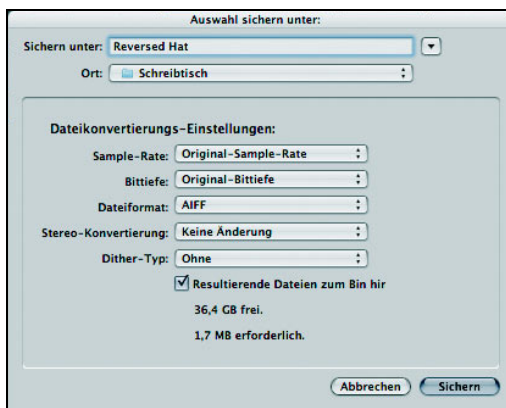 Auswahl sichern unter:
Sichern unter: Reversed Hat
Ort: Schreibtisch
Dateikonvertierungs-Einstellungen:
Sample-Rate: Original-Sample-Rate
Bittiefe: Original-Bittiefe
Dateiformat: AIFF
Stereo-Konvertierung: Keine Änderung
Dither-Typ: Ohne
Resultierende Dateien zum Bin hir
36,4 GB frei.
1,7 MB erforderlich.
Abbrechen Sichern